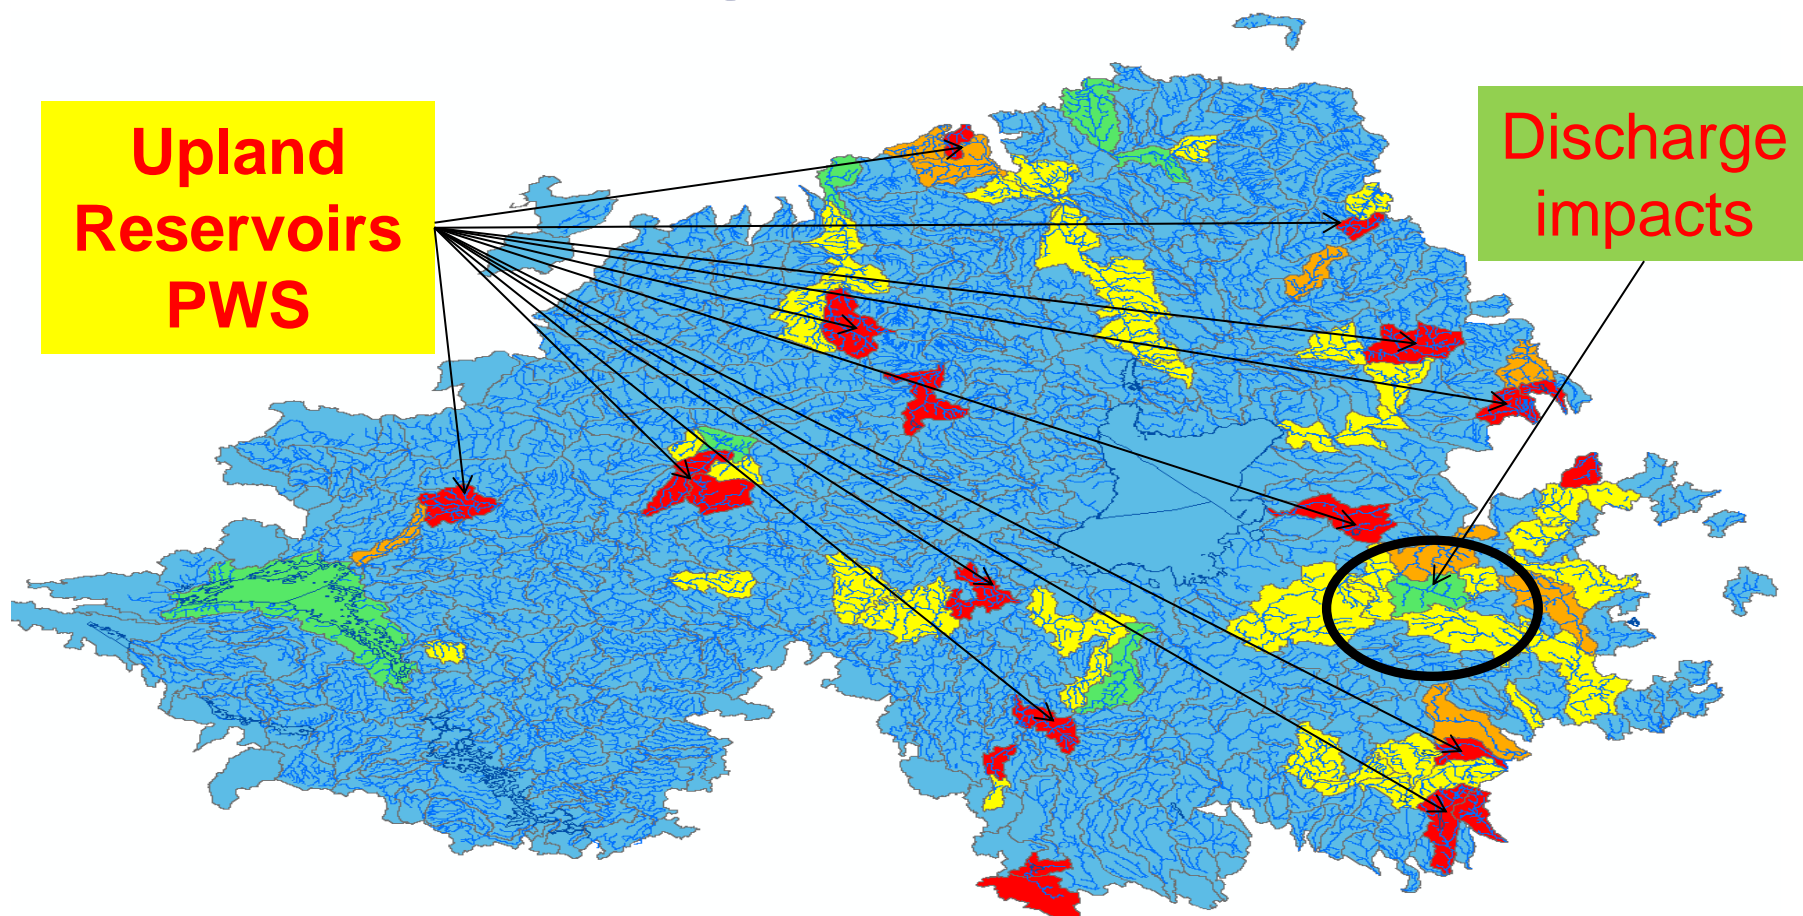 Upland
Reservoirs
PWS
Discharge
impacts